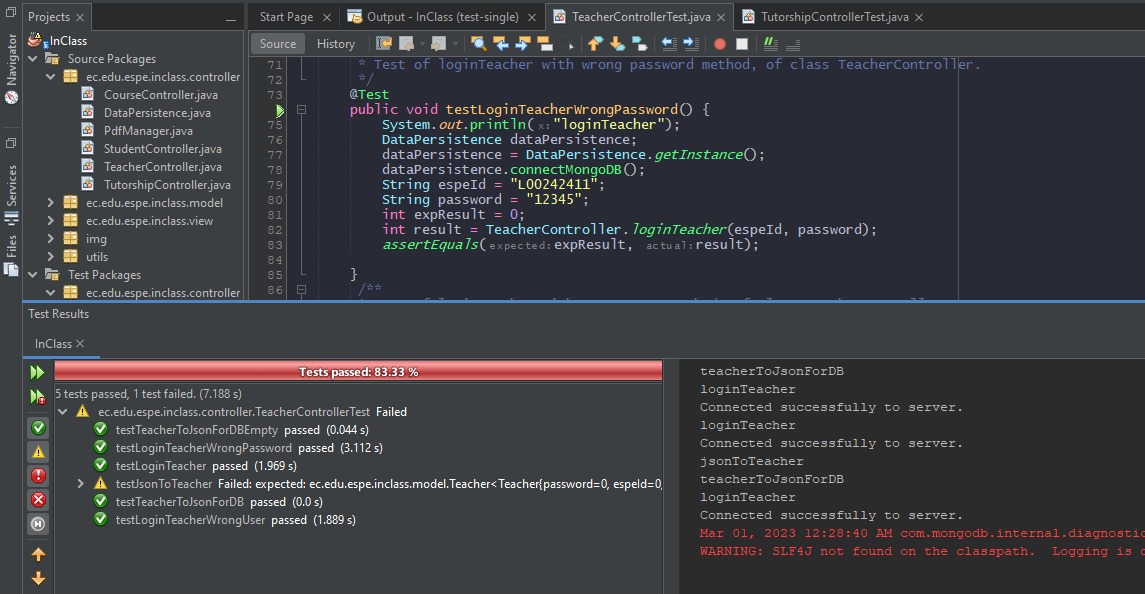 Projects
Start Page
Output - InClass (test-single)
TeacherControllerTest.java
TutorshipControllerTest.java
Navigator
Services
Files
InClass
Source Packages
ec.edu.espe.inclass.controller
CourseController.java
DataPersistence.java
PdfManager.java
StudentController.java
TeacherController.java
TutorshipController.java
ec.edu.espe.inclass.model
ec.edu.espe.inclass.view
img
utils
Test Packages
ec.edu.espe.inclass.controller
Source History
71 * Test of loginTeacher with wrong password method, of class TeacherController.
72 */
73 @Test
public void testLoginTeacherWrongPassword() {
75 System.out.println(x:"loginTeacher");
76 DataPersistence dataPersistence;
77 dataPersistence = DataPersistence.getInstance();
78 dataPersistence.connectMongoDB();
79 String espeId = "L00242411";
80 String password = "12345";
81 int expResult = 0;
82 int result = TeacherController.loginTeacher(espeId, password);
83 assertEquals(expected:expResult, actual:result);
84
85 }
86 /**
Test Results
InClass
Tests passed: 83.33 %
5 tests passed, 1 test failed. (7.188 s)
ec.edu.espe.inclass.controller.TeacherControllerTest Failed
testTeacherToJsonForDBEmpty passed (0.044 s)
testLoginTeacherWrongPassword passed (3.112 s)
testLoginTeacher passed (1.969 s)
testJsonToTeacher Failed: expected: ec.edu.espe.inclass.model.Teacher<Teacher{password=0, espeId=0,
testTeacherToJsonForDB passed (0.0 s)
testLoginTeacherWrongUser passed (1.889 s)
teacherToJsonForDB
loginTeacher
Connected successfully to server.
loginTeacher
Connected successfully to server.
jsonToTeacher
teacherToJsonForDB
loginTeacher
Connected successfully to server.
Mar 01, 2023 12:28:40 AM com.mongodb.internal.diagnostic
WARNING: SLF4J not found on the classpath. Logging is